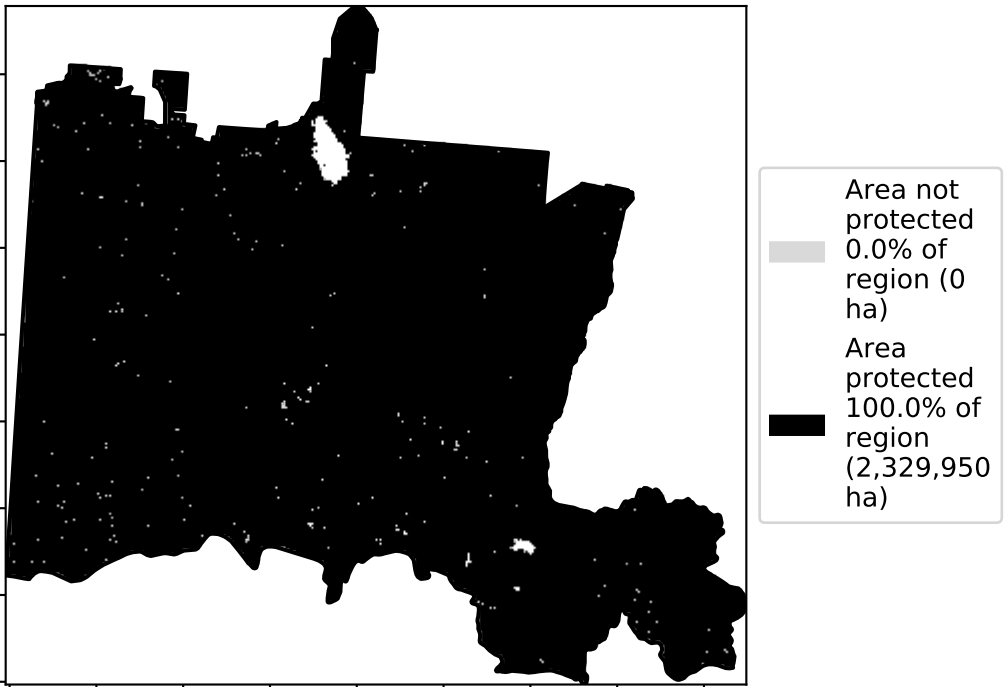 Area not
protected
0.0% of
region (0
ha)
Area
protected
100.0% of
region
(2,329,950
ha)